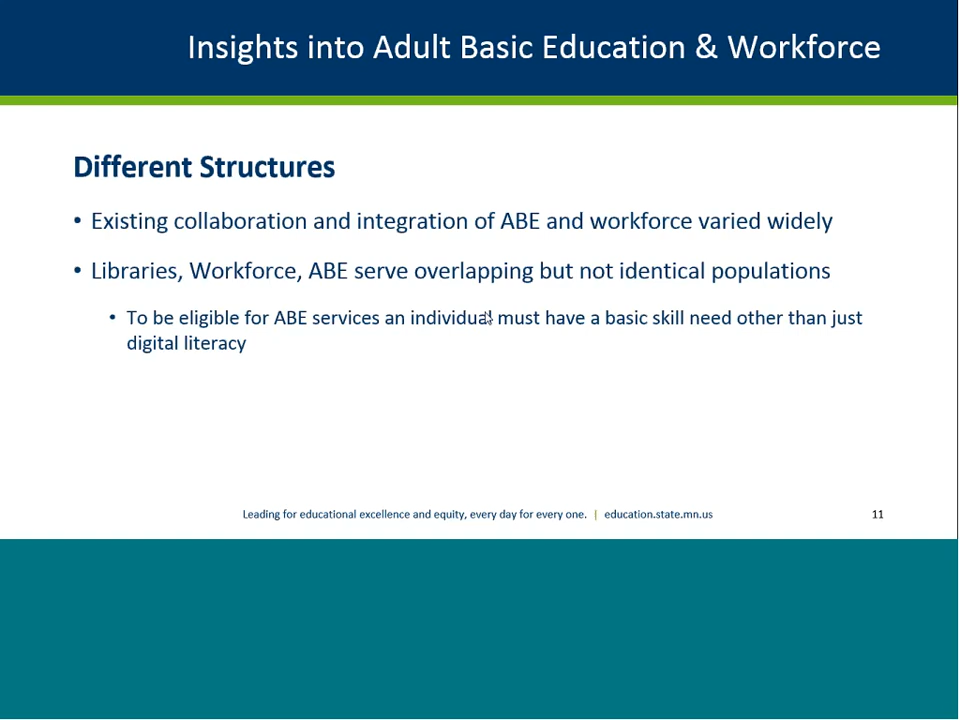 Insights into Adult Basic Education & Workforce
Different Structures
• Existing collaboration and integration of ABE and workforce varied widely
• Libraries, Workforce, ABE serve overlapping but not identical populations
• To be eligible for ABE services an individual must have a basic skill need other than just
digital literacy
Leading for educational excellence and equity, every day for every one. | education.state.mn.us
11